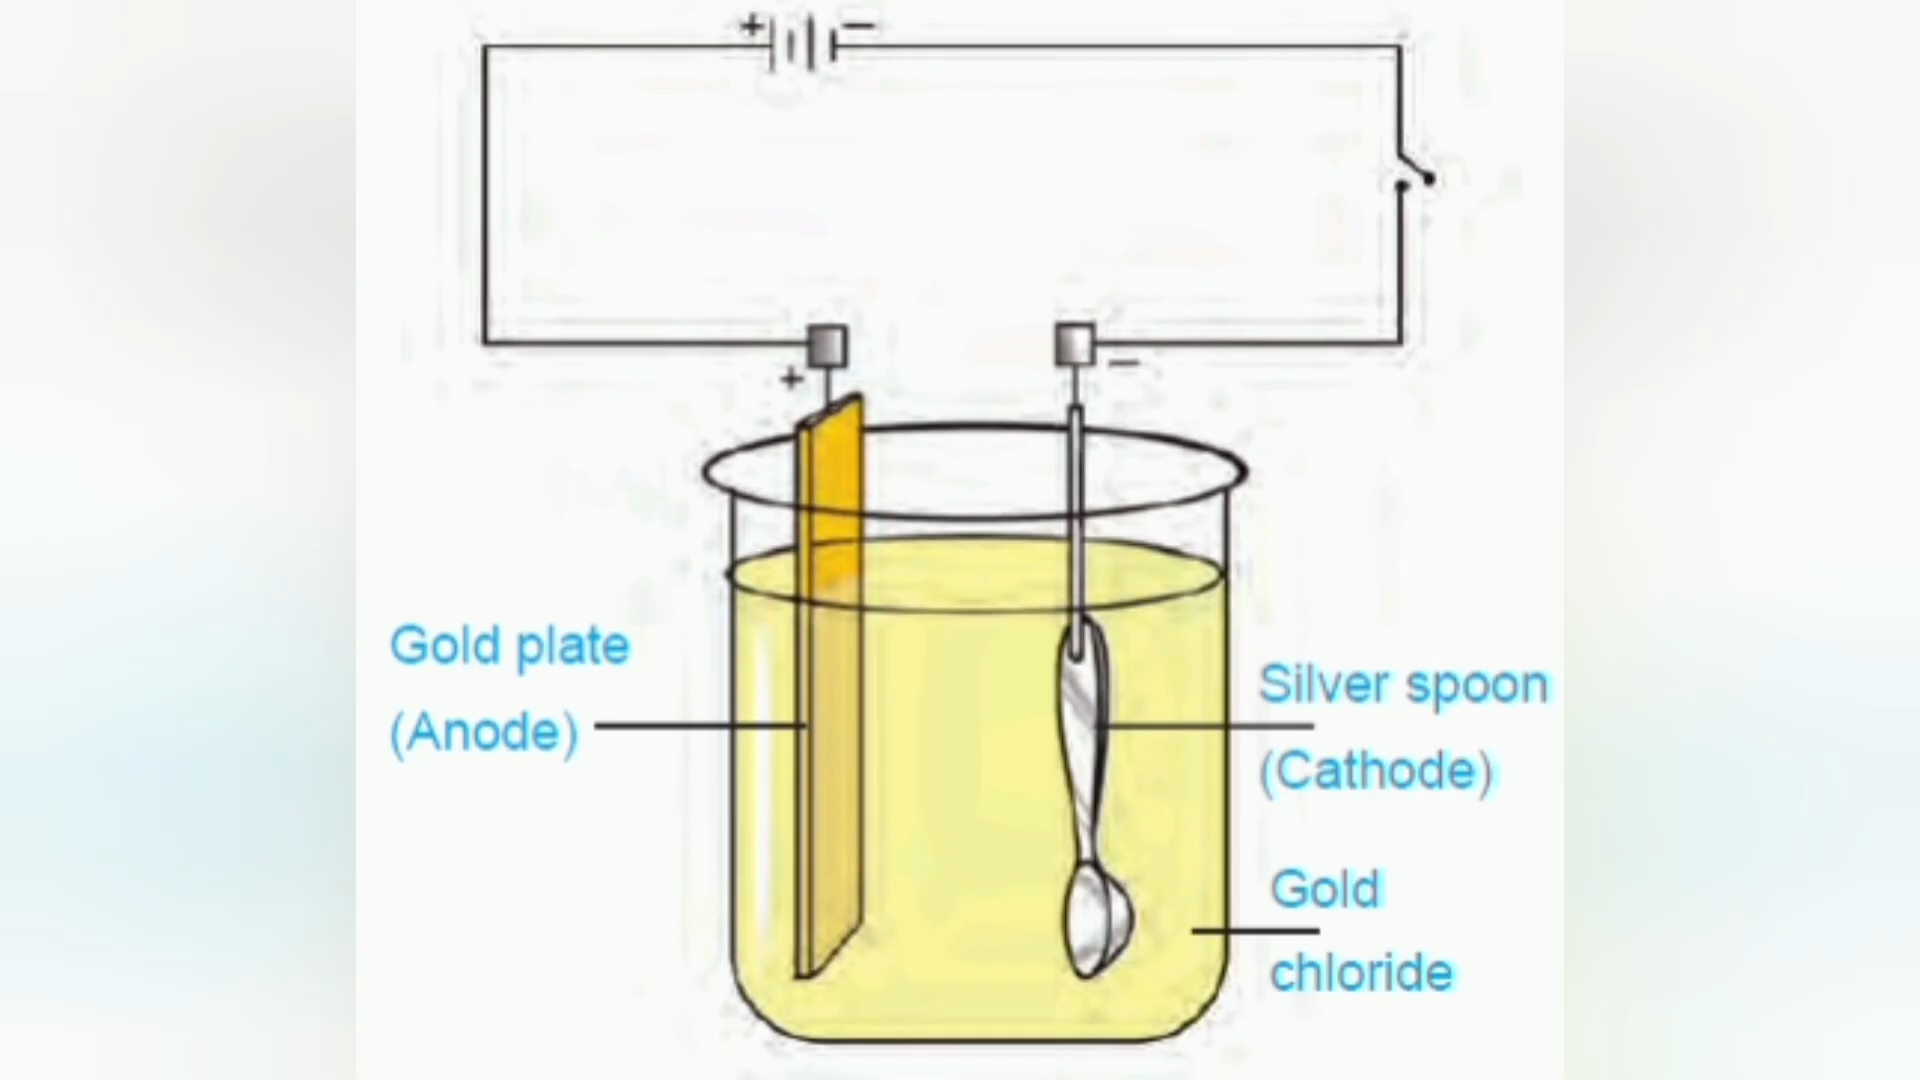 + −
+ −
Gold plate
(Anode)
Silver spoon
(Cathode)
Gold
chloride